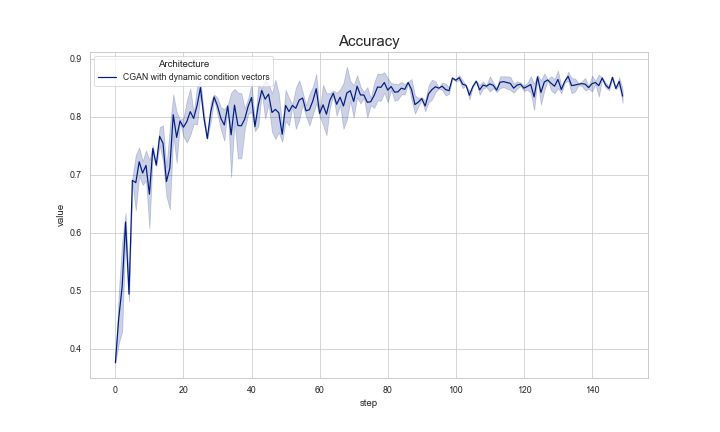 Accuracy
Architecture
CGAN with dynamic condition vectors
0.9
0.8
0.7
0.6
0.5
0.4
value
0 20 40 60 80 100 120 140
step